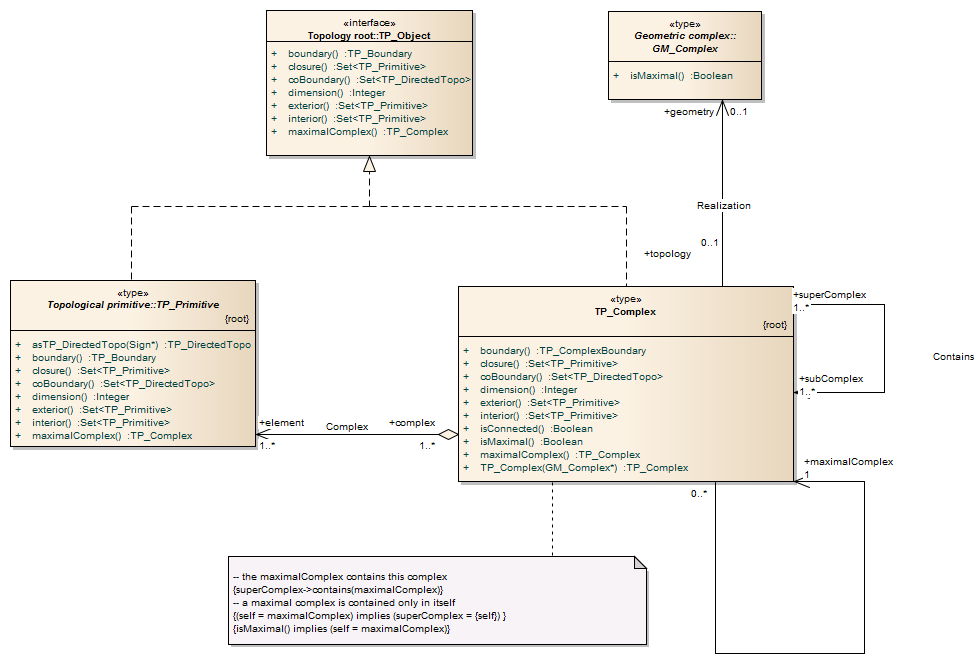 «interface»
Topology root::TP_Object
+ boundary() :TP_Boundary
+ closure() :Set<TP_Primitive>
+ coBoundary() :Set<TP_DirectedTopo>
+ dimension() :Integer
+ exterior() :Set<TP_Primitive>
+ interior() :Set<TP_Primitive>
+ maximalComplex() :TP_Complex
«type»
Geometric complex::
GM_Complex
+ isMaximal() :Boolean
+geometry
0..1
Realization
0..1
+topology
«type»
Topological primitive::TP_Primitive
{root}
+ asTP_DirectedTopo(Sign*) :TP_DirectedTopo
+ boundary() :TP_Boundary
+ closure() :Set<TP_Primitive>
+ coBoundary() :Set<TP_DirectedTopo>
+ dimension() :Integer
+ exterior() :Set<TP_Primitive>
+ interior() :Set<TP_Primitive>
+ maximalComplex() :TP_Complex
+element
1..*
Complex
+complex
1..*
«type»
TP_Complex
{root}
+ boundary() :TP_ComplexBoundary
+ closure() :Set<TP_Primitive>
+ coBoundary() :Set<TP_DirectedTopo>
+ dimension() :Integer
+ exterior() :Set<TP_Primitive>
+ interior() :Set<TP_Primitive>
+ isConnected() :Boolean
+ isMaximal() :Boolean
+ maximalComplex() :TP_Complex
+ TP_Complex(GM_Complex*) :TP_Complex
+superComplex
1..*
Contains
+subComplex
1..*
+maximalComplex
1
0..*
-- the maximalComplex contains this complex
{superComplex->contains(maximalComplex)}
-- a maximal complex is contained only in itself
{(self = maximalComplex) implies (superComplex = {self}) }
{isMaximal() implies (self = maximalComplex)}